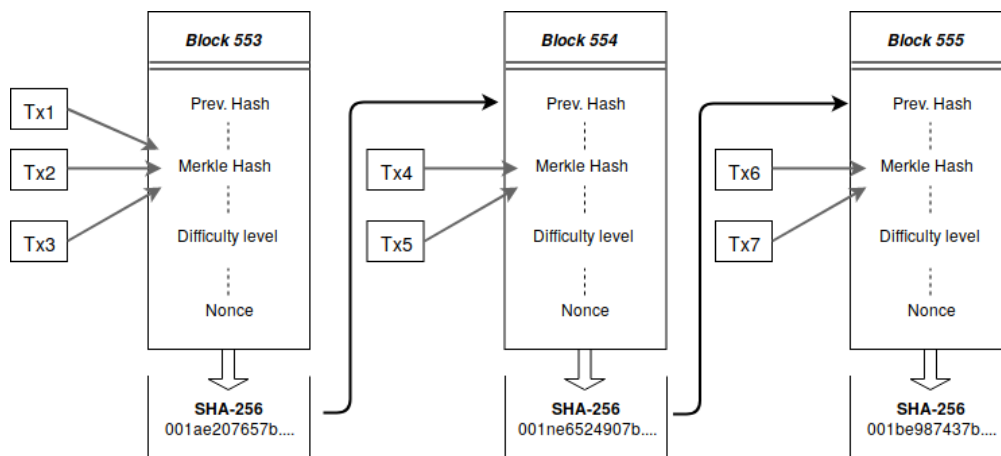 Block 553
Prev. Hash
Tx1
Merkle Hash
Tx2
Difficulty level
Tx3
Nonce
SHA-256
001ae207657b....
Block 554
Prev. Hash
Tx4
Merkle Hash
Tx5
Difficulty level
Nonce
SHA-256
001ne6524907b....
Block 555
Prev. Hash
Tx6
Merkle Hash
Tx7
Difficulty level
Nonce
SHA-256
001be987437b....